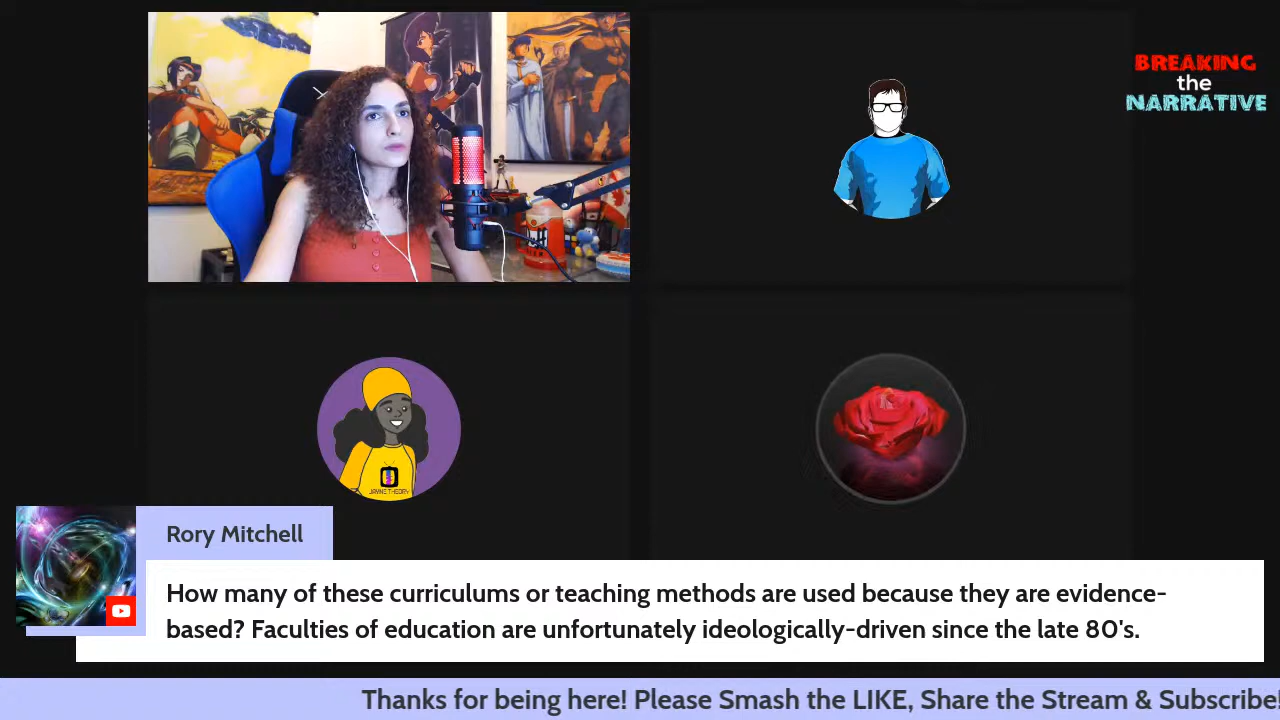 BREAKING
the
NARRATIVE
JAYNE THEORY
Rory Mitchell
How many of these curriculums or teaching methods are used because they are evidence-
based? Faculties of education are unfortunately ideologically-driven since the late 80's.
Thanks for being here! Please Smash the LIKE, Share the Stream & Subscribe!